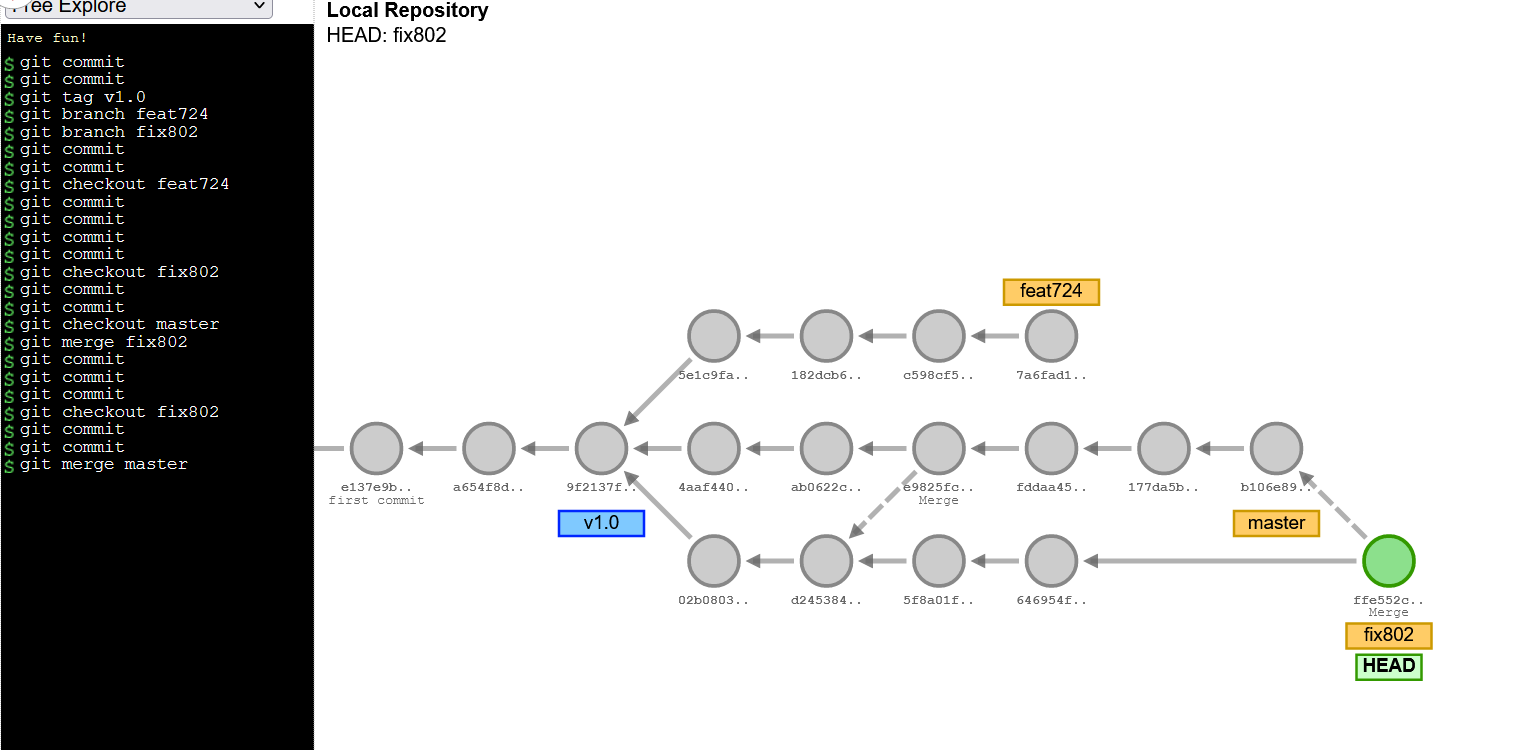 Free Explore
Have fun!
$ git commit
$ git commit
$ git tag v1.0
$ git branch feat724
$ git branch fix802
$ git commit
$ git commit
$ git checkout feat724
$ git commit
$ git commit
$ git commit
$ git commit
$ git checkout fix802
$ git commit
$ git commit
$ git checkout master
$ git merge fix802
$ git commit
$ git commit
$ git commit
$ git checkout fix802
$ git commit
$ git commit
$ git merge master
Local Repository
HEAD: fix802
feat724
5e1c9fa.. 182dcb6.. c598cf5.. 7a6fad1..
e137e9b.. a654f8d.. 9f2137f.. 4aaf440.. ab0622c.. e9825fc.. fddaa45.. 177da5b.. b106e89..
first commit Merge
v1.0 master
02b0803.. d245384.. 5f8a01f.. 646954f.. ffe552c..
Merge
fix802
HEAD